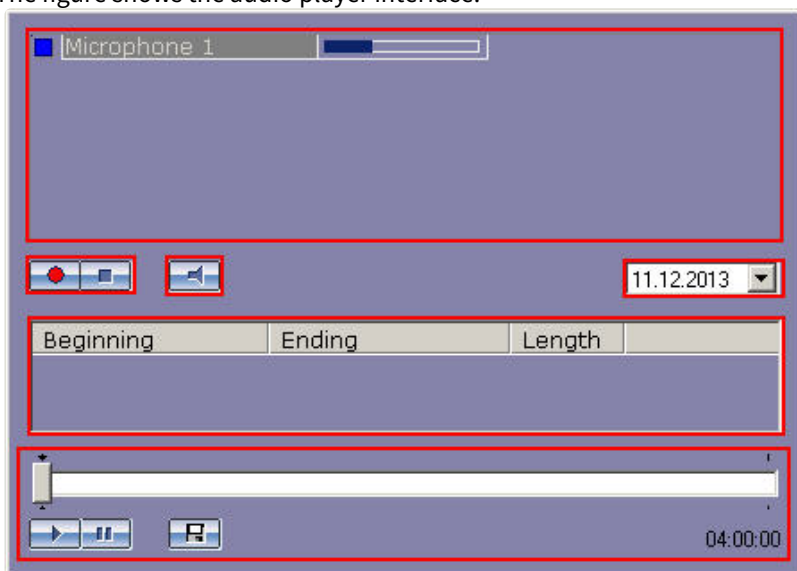 The figure shows the audio player interface.
Microphone 1
11.12.2013
Beginning Ending Length
04:00:00